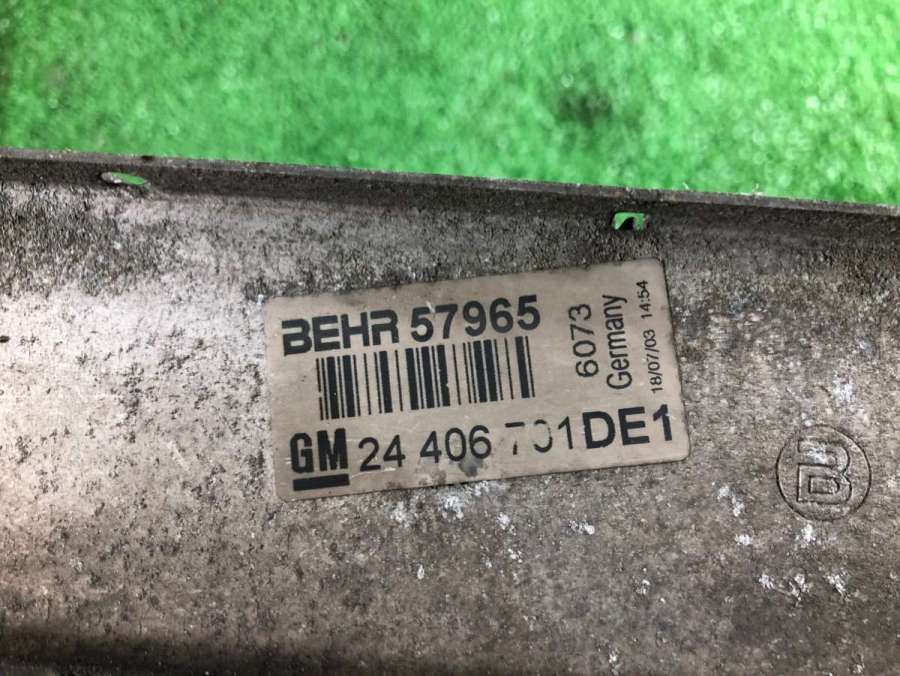 BEHR 57965
6073
Germany
18/07/03 14:54
GM 24 406 701 DE1
B